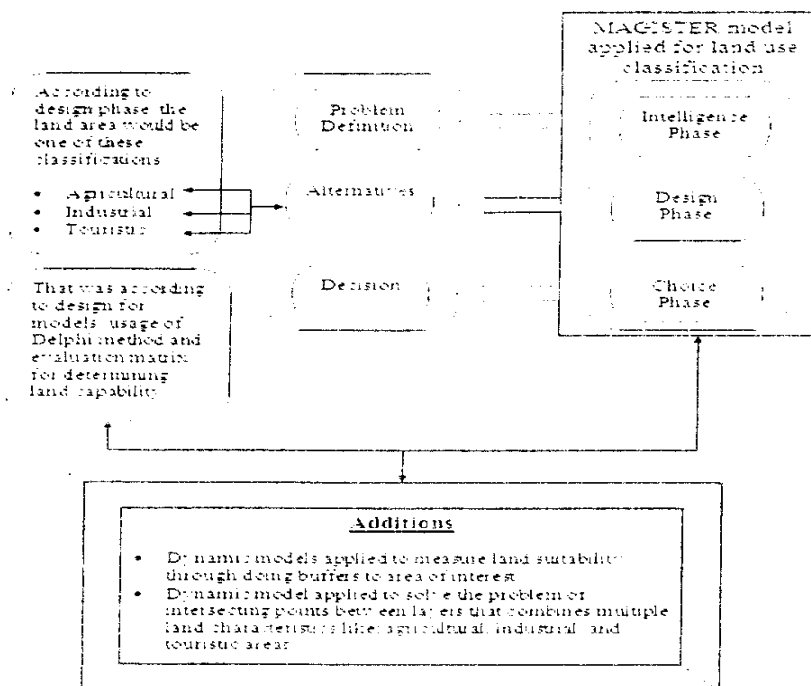 MAGISTER model
applied for land use
classification
According to
design phase the
land area would be
one of these
classifications
• Agricultural
• Industrial
• Touristic
Problem
Definition
Intelligence
Phase
Alternatives
Design
Phase
That was according
to design for
models usage of
Delphi method and
evaluation matrix
for determining
land capability
Decision
Choice
Phase
Additions
• Dynamic models applied to measure land suitability
through doing buffers to area of interest
• Dynamic model applied to solve the problem of
intersecting points between layers that combines multiple
land characteristics like: agricultural, industrial, and
touristic areas